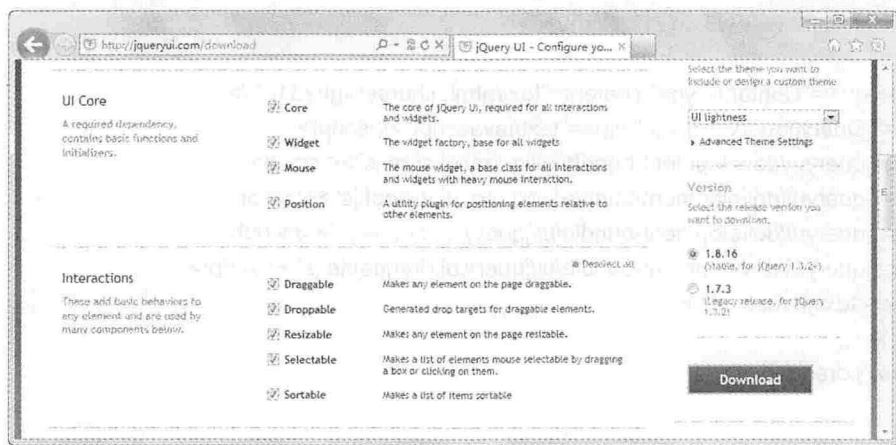 http://jqueryui.com/download
jQuery UI - Configure yo...
UI Core
A required dependency,
contains basic functions and
initializers.
Core
The core of jQuery UI, required for all interactions
and widgets.
Widget
The widget factory, base for all widgets
Mouse
The mouse widget, a base class for all interactions
and widgets with heavy mouse interaction.
Position
A utility plugin for positioning elements relative to
other elements.
Deselect all
Interactions
These add basic behaviors to
any element and are used by
many components below.
Draggable
Makes any element on the page draggable.
Droppable
Generated drop targets for draggable elements.
Resizable
Makes any element on the page resizable.
Selectable
Makes a list of elements mouse selectable by dragging
a box or clicking on them.
Sortable
Makes a list of items sortable
Select the theme you want to
include or design a custom theme
UI lightness
Advanced Theme Settings
Version
Select the release version you
want to download.
1.8.16
(Stable, for jQuery 1.3.2+)
1.7.3
(Legacy release, for jQuery
1.3.2)
Download